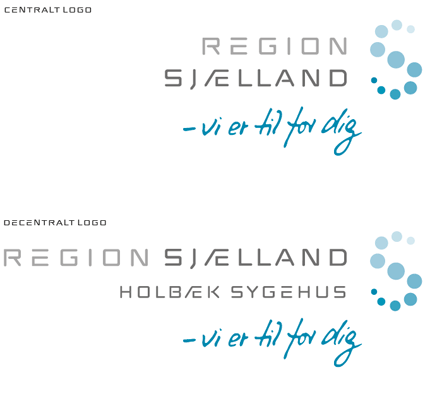 CENTRALT LOGO
REGION
SJÆLLAND
- vi er til for dig
DECENTRALT LOGO
REGION SJÆLLAND
HOLBÆK SYGEHUS
- vi er til for dig